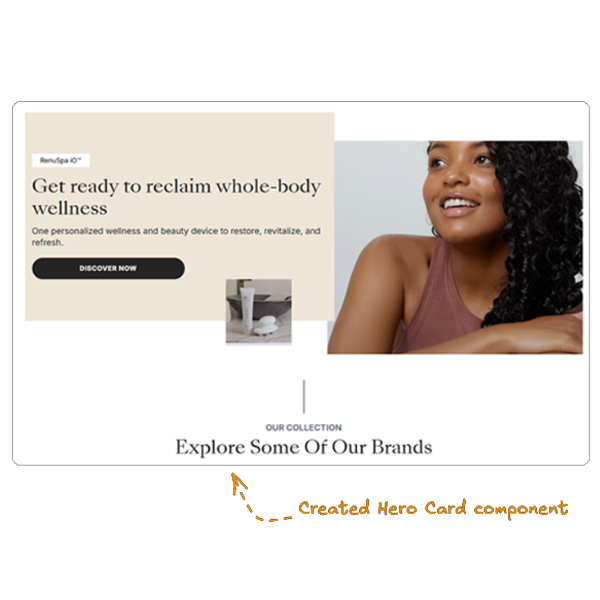 RenuSpa iO™
Get ready to reclaim whole-body
wellness
One personalized wellness and beauty device to restore, revitalize, and
refresh.
DISCOVER NOW
OUR COLLECTION
Explore Some Of Our Brands
Created Hero Card component